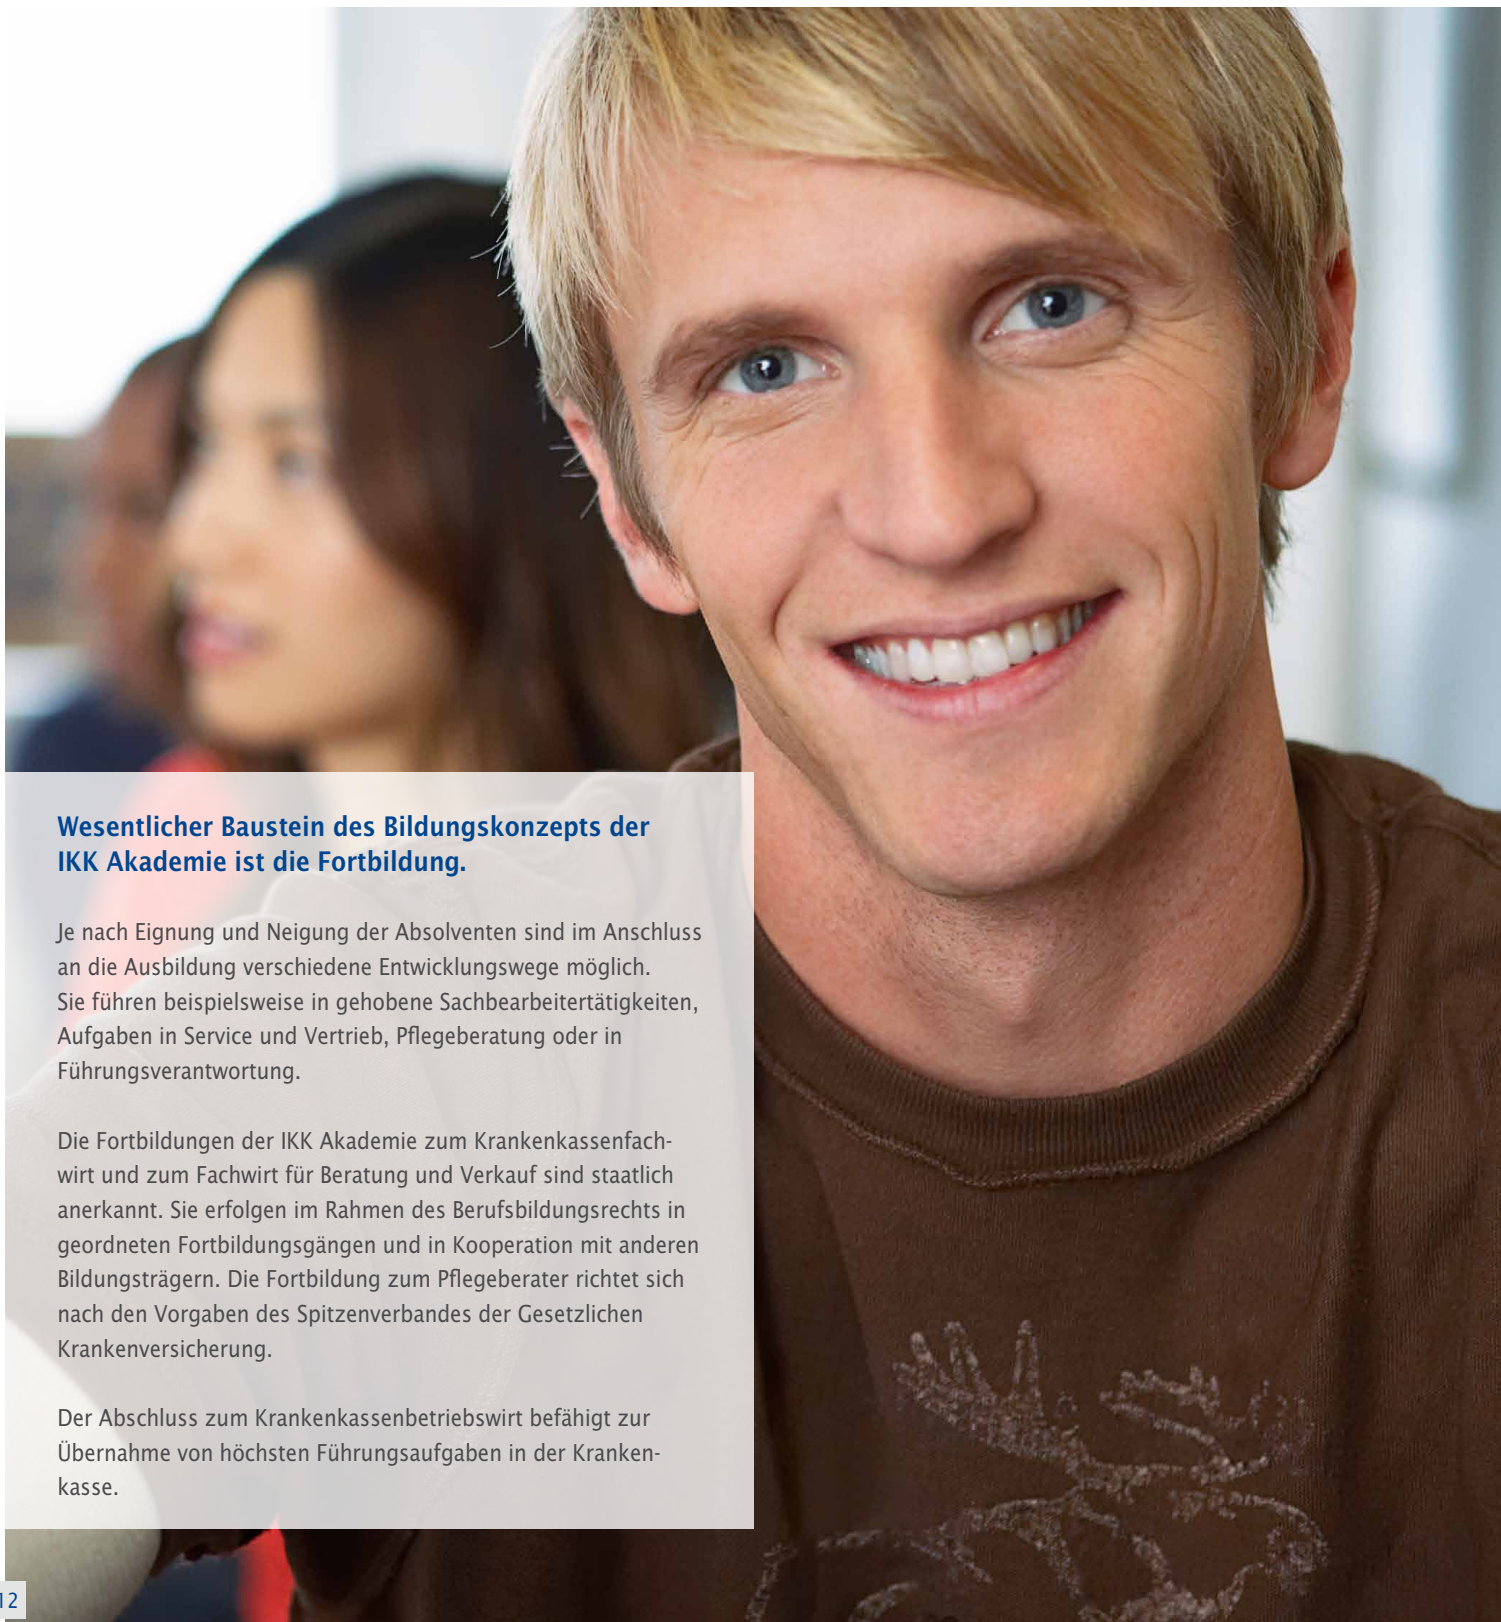 Wesentlicher Baustein des Bildungskonzepts der
IKK Akademie ist die Fortbildung.
Je nach Eignung und Neigung der Absolventen sind im Anschluss
an die Ausbildung verschiedene Entwicklungswege möglich.
Sie führen beispielsweise in gehobene Sachbearbeitertätigkeiten,
Aufgaben in Service und Vertrieb, Pflegeberatung oder in
Führungsverantwortung.
Die Fortbildungen der IKK Akademie zum Krankenkassenfach-
wirt und zum Fachwirt für Beratung und Verkauf sind staatlich
anerkannt. Sie erfolgen im Rahmen des Berufsbildungsrechts in
geordneten Fortbildungsgängen und in Kooperation mit anderen
Bildungsträgern. Die Fortbildung zum Pflegeberater richtet sich
nach den Vorgaben des Spitzenverbandes der Gesetzlichen
Krankenversicherung.
Der Abschluss zum Krankenkassenbetriebswirt befähigt zur
Übernahme von höchsten Führungsaufgaben in der Kranken-
kasse.
12